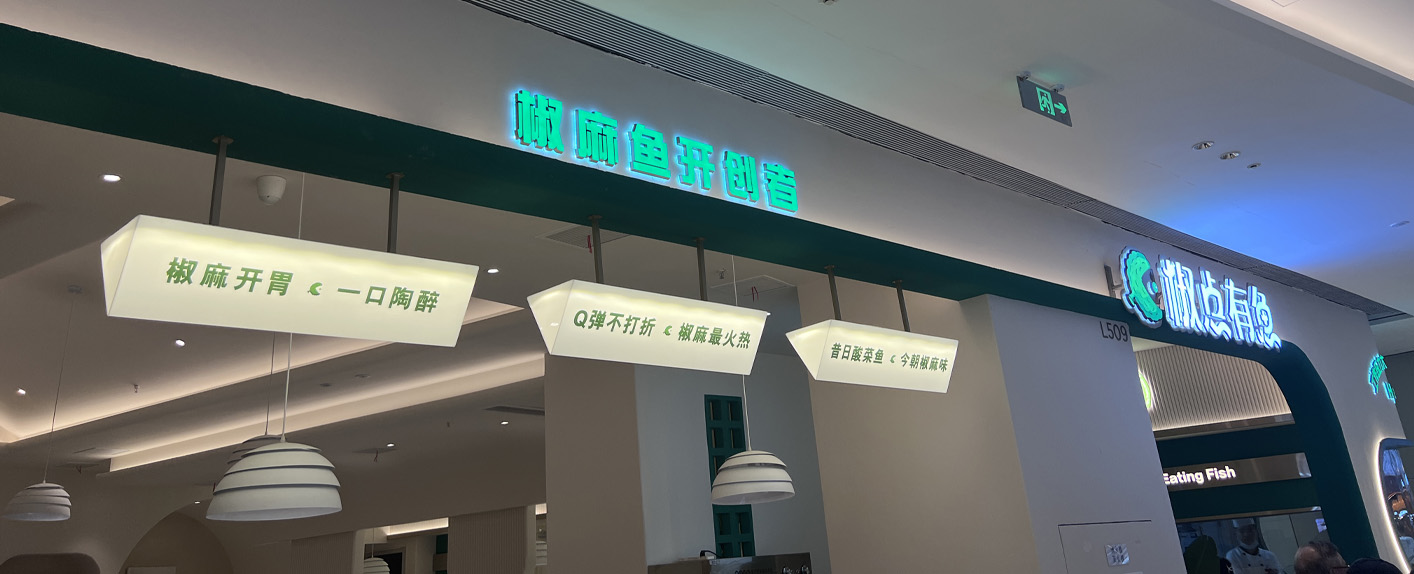 椒麻鱼开创者
椒麻开胃 一口陶醉
Q弹不打折 椒麻最火热
昔日酸菜鱼 今朝椒麻味
L509
椒点有鱼
Eating Fish